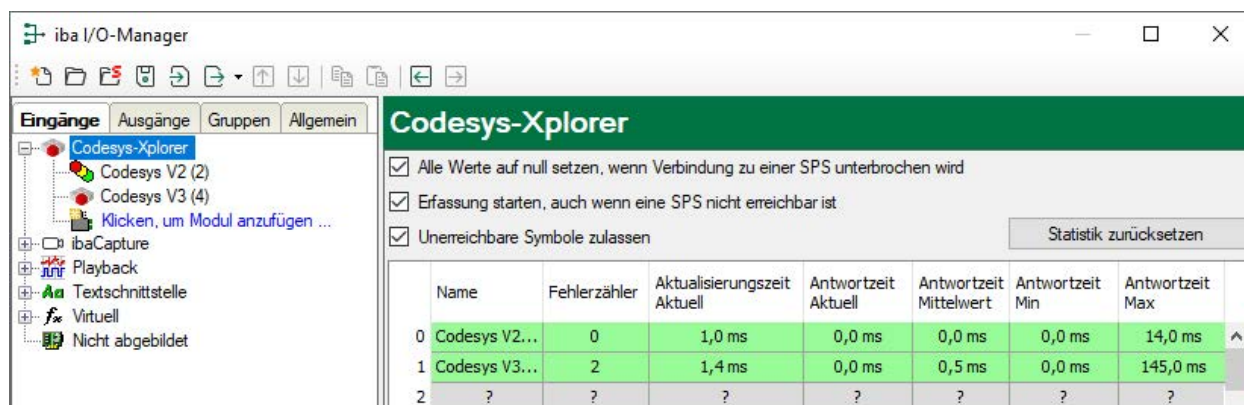 iba I/O-Manager
Eingänge Ausgänge Gruppen Allgemein
Codesys-Xplorer
Codesys V2 (2)
Codesys V3 (4)
Klicken, um Modul anzufügen ...
ibaCapture
Playback
Textschnittstelle
Virtuell
Nicht abgebildet
Codesys-Xplorer
Alle Werte auf null setzen, wenn Verbindung zu einer SPS unterbrochen wird
Erfassung starten, auch wenn eine SPS nicht erreichbar ist
Unerreichbare Symbole zulassen
Statistik zurücksetzen
Name Fehlerzähler Aktualisierungszeit Aktuell Antwortzeit Aktuell Antwortzeit Mittelwert Antwortzeit Min Antwortzeit Max
0 Codesys V2... 0 1,0 ms 0,0 ms 0,0 ms 0,0 ms 14,0 ms
1 Codesys V3... 2 1,4 ms 0,0 ms 0,5 ms 0,0 ms 145,0 ms
2 ? ? ? ? ? ? ?